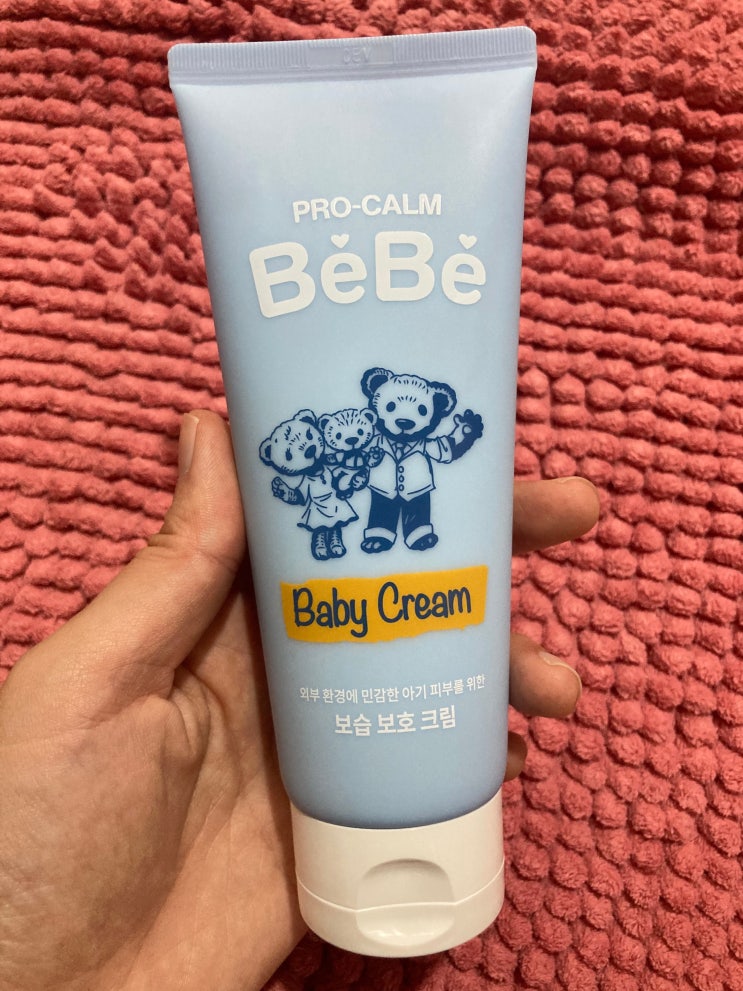 PRO-CALM
BeBe
Baby Cream
외부 환경에 민감한 아기 피부를 위한
보습 보호 크림